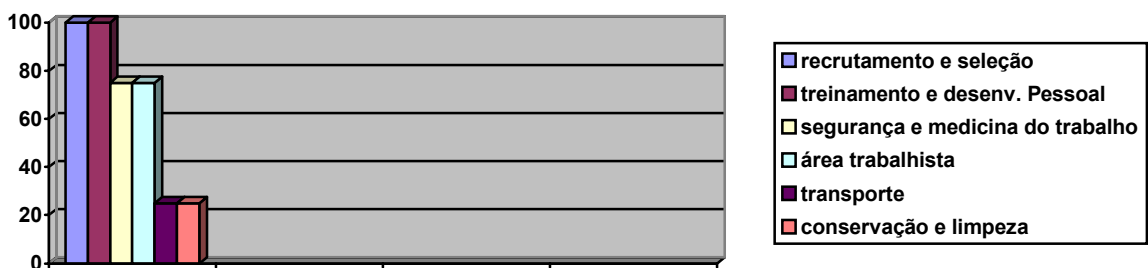 100
80
60
40
20
0
recrutamento e seleção
treinamento e desenv. Pessoal
segurança e medicina do trabalho
área trabalhista
transporte
conservação e limpeza